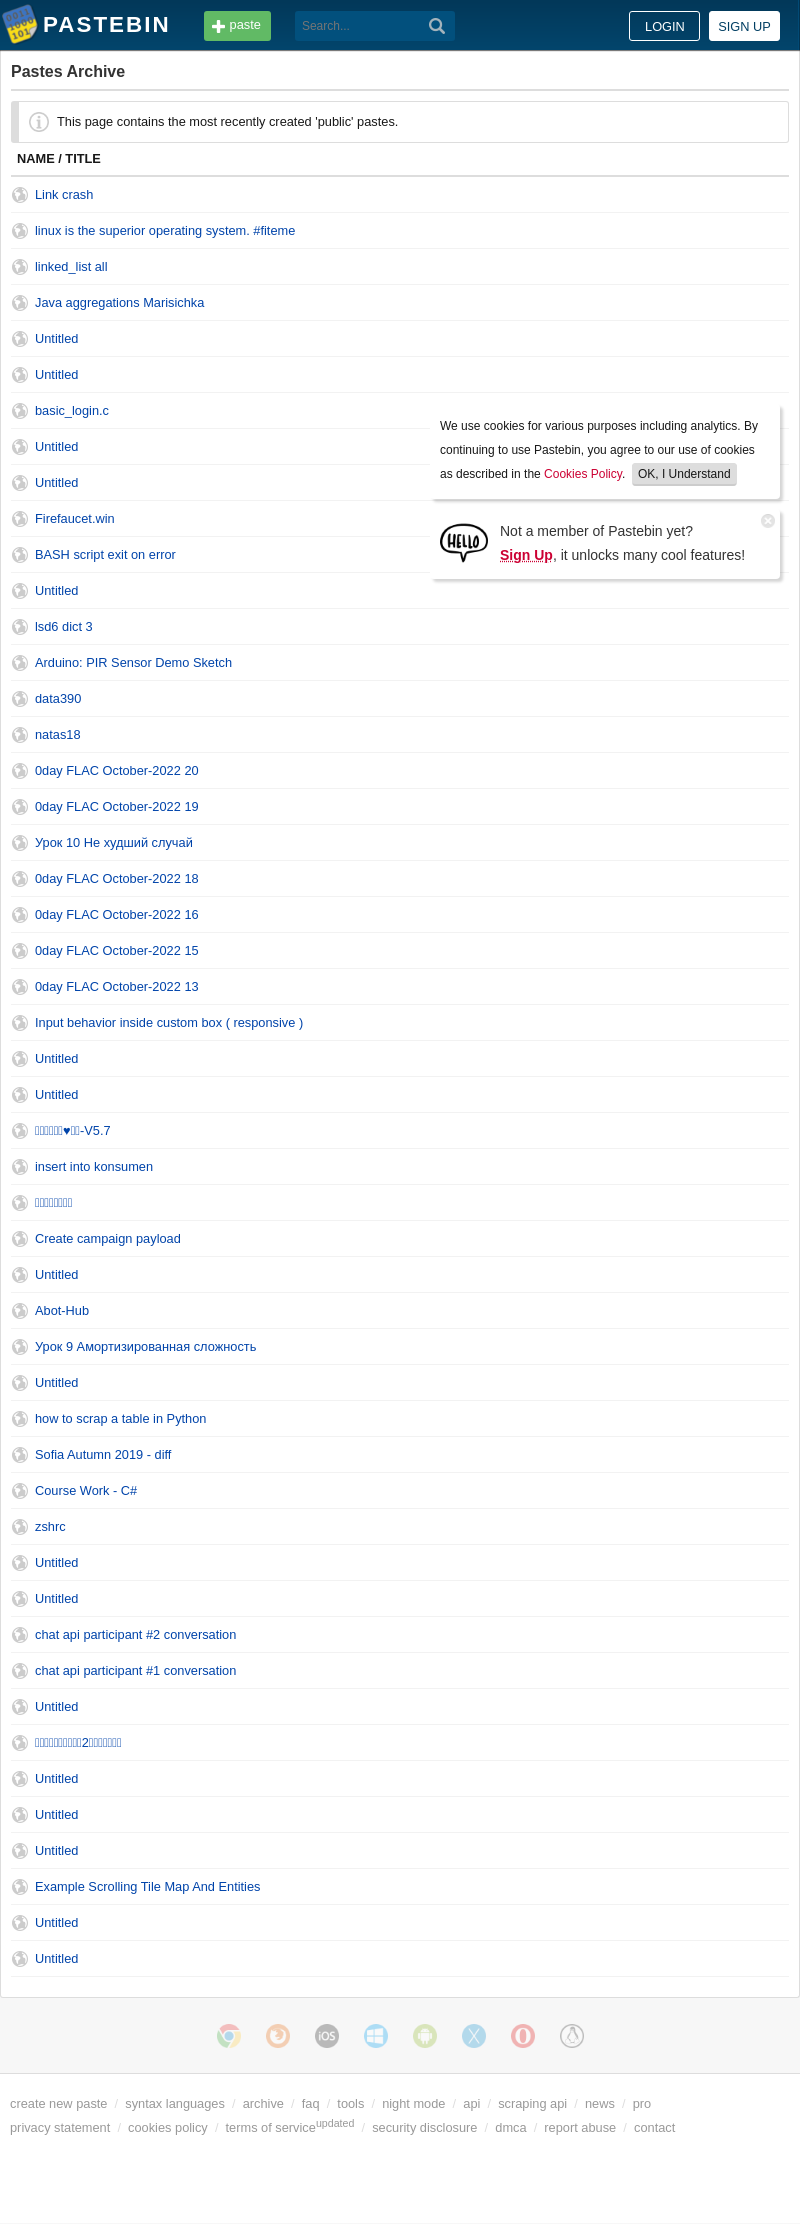 PASTEBIN
paste
Search...
LOGIN
SIGN UP
Pastes Archive
This page contains the most recently created 'public' pastes.
NAME / TITLE
Link crash
linux is the superior operating system. #fiteme
linked_list all
Java aggregations Marisichka
Untitled
Untitled
basic_login.c
Untitled
Untitled
Firefaucet.win
BASH script exit on error
Untitled
We use cookies for various purposes including analytics. By
continuing to use Pastebin, you agree to our use of cookies
as described in the Cookies Policy. OK, I Understand
HELLO
Not a member of Pastebin yet?
Sign Up, it unlocks many cool features!
lsd6 dict 3
Arduino: PIR Sensor Demo Sketch
data390
natas18
0day FLAC October-2022 20
0day FLAC October-2022 19
Урок 10 Не худший случай
0day FLAC October-2022 18
0day FLAC October-2022 16
0day FLAC October-2022 15
0day FLAC October-2022 13
Input behavior inside custom box ( responsive )
Untitled
Untitled
♥-V5.7
insert into konsumen
Create campaign payload
Untitled
Abot-Hub
Урок 9 Амортизированная сложность
Untitled
how to scrap a table in Python
Sofia Autumn 2019 - diff
Course Work - C#
zshrc
Untitled
Untitled
chat api participant #2 conversation
chat api participant #1 conversation
Untitled
2
Untitled
Untitled
Untitled
Example Scrolling Tile Map And Entities
Untitled
Untitled
iOS
create new paste / syntax languages / archive / faq / tools / night mode / api / scraping api / news / pro
privacy statement / cookies policy / terms of service updated / security disclosure / dmca / report abuse / contact